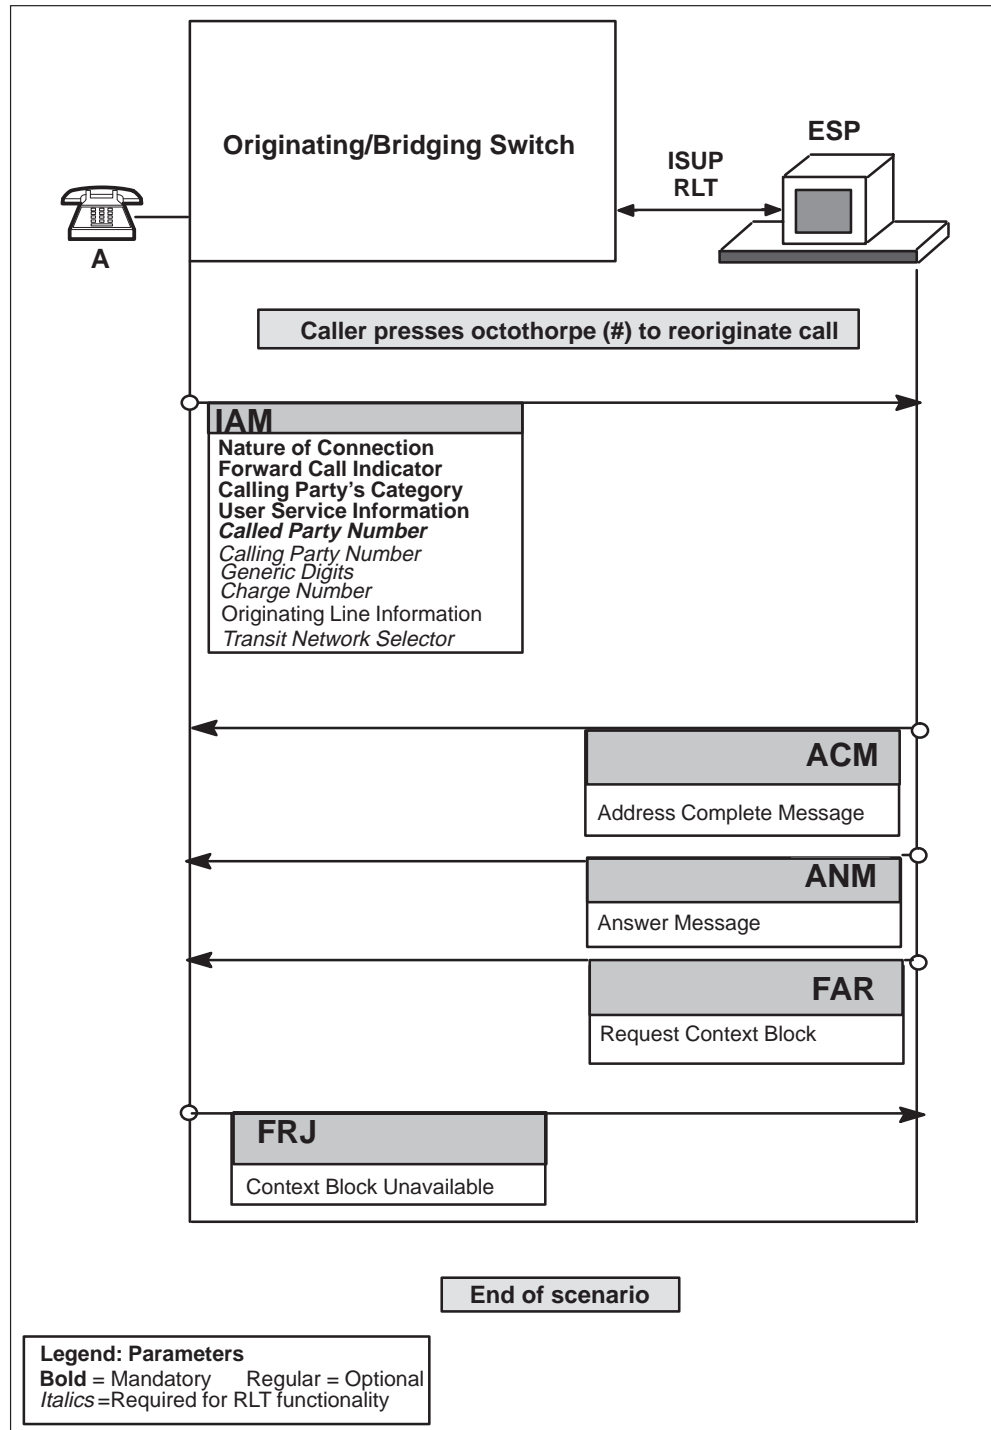 Originating/Bridging Switch
ESP
ISUP
RLT
A
Caller presses octothorpe (#) to reoriginate call
IAM
Nature of Connection
Forward Call Indicator
Calling Party’s Category
User Service Information
Called Party Number
Calling Party Number
Generic Digits
Charge Number
Originating Line Information
Transit Network Selector
ACM
Address Complete Message
ANM
Answer Message
FAR
Request Context Block
FRJ
Context Block Unavailable
End of scenario
Legend: Parameters
Bold = Mandatory Regular = Optional
Italics =Required for RLT functionality